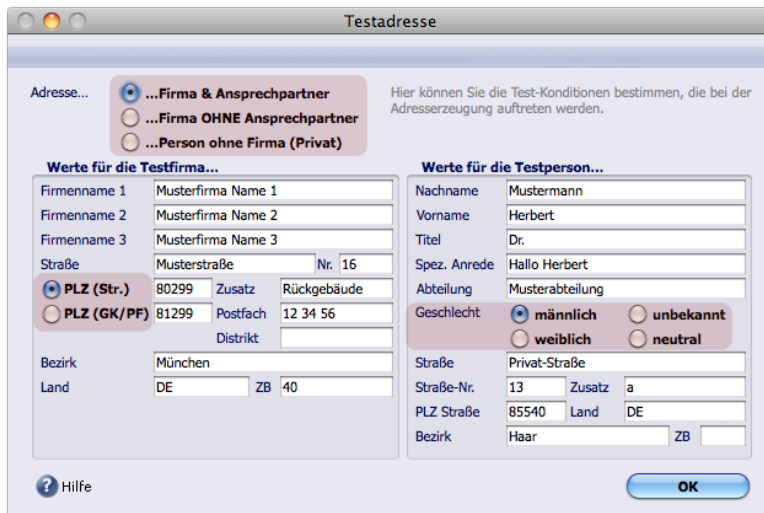 Testadresse
Adresse... ...Firma & Ansprechpartner
...Firma OHNE Ansprechpartner
...Person ohne Firma (Privat)
Hier können Sie die Test-Konditionen bestimmen, die bei der
Adresserzeugung auftreten werden.
Werte für die Testfirma...
Firmenname 1 Musterfirma Name 1
Firmenname 2 Musterfirma Name 2
Firmenname 3 Musterfirma Name 3
Straße Musterstraße Nr. 16
PLZ (Str.) 80299 Zusatz Rückgebäude
PLZ (GK/PF) 81299 Postfach 12 34 56
Distrikt
Bezirk München
Land DE ZB 40
Werte für die Testperson...
Nachname Mustermann
Vorname Herbert
Titel Dr.
Spez. Anrede Hallo Herbert
Abteilung Musterabteilung
Geschlecht männlich unbekannt
weiblich neutral
Straße Privat-Straße
Straße-Nr. 13 Zusatz a
PLZ Straße 85540 Land DE
Bezirk Haar ZB
Hilfe
OK